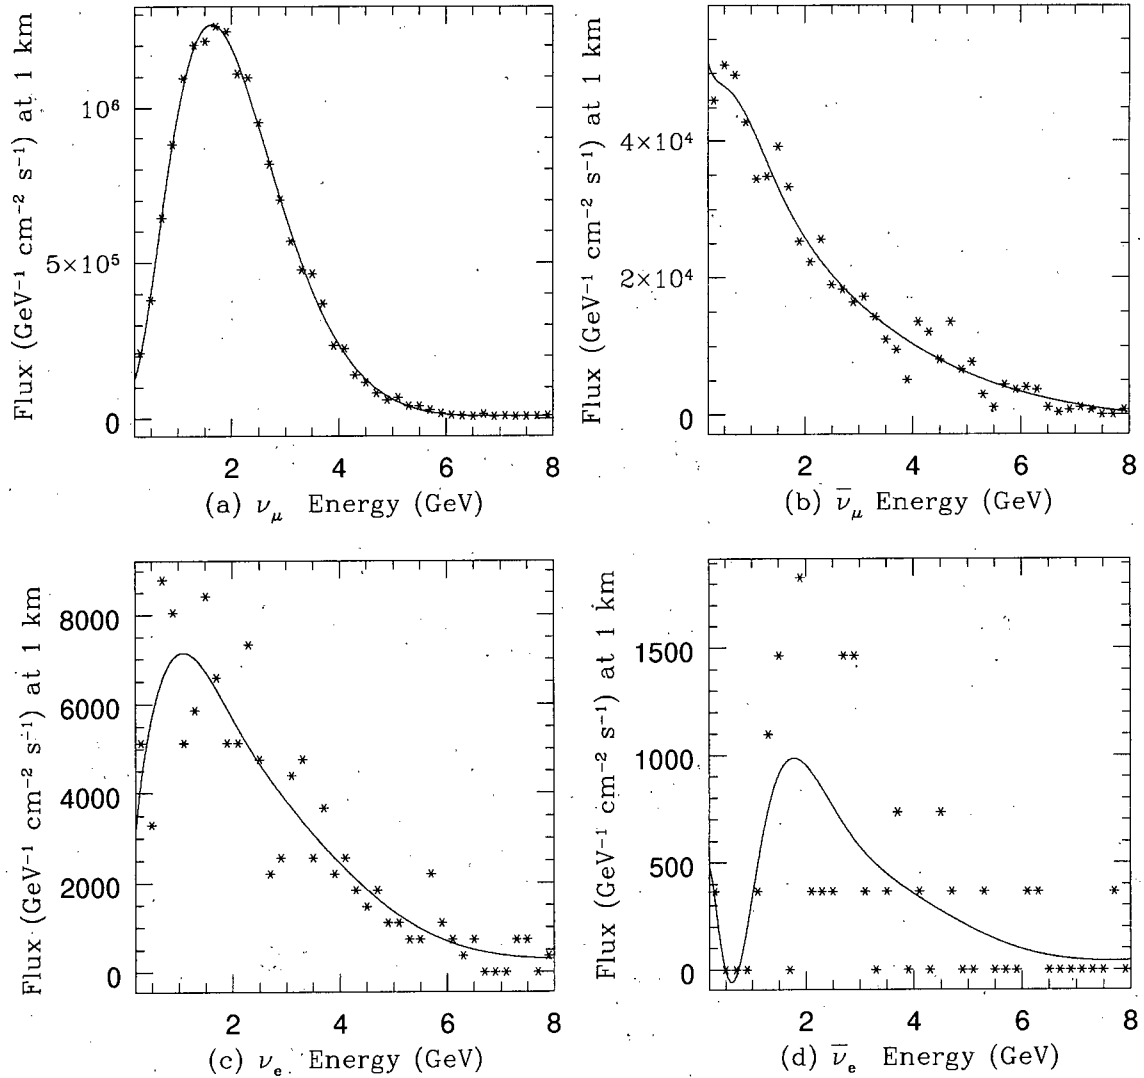 Flux (GeV⁻¹ cm⁻² s⁻¹) at 1 km
10⁶
5×10⁵
0
2 4 6 8
(a) ν_μ Energy (GeV)
Flux (GeV⁻¹ cm⁻² s⁻¹) at 1 km
4×10⁴
2×10⁴
0
2 4 6 8
(b) ν̄_μ Energy (GeV)
Flux (GeV⁻¹ cm⁻² s⁻¹) at 1 km
8000
6000
4000
2000
0
2 4 6 8
(c) ν_e Energy (GeV)
Flux (GeV⁻¹ cm⁻² s⁻¹) at 1 km
1500
1000
500
0
2 4 6 8
(d) ν̄_e Energy (GeV)